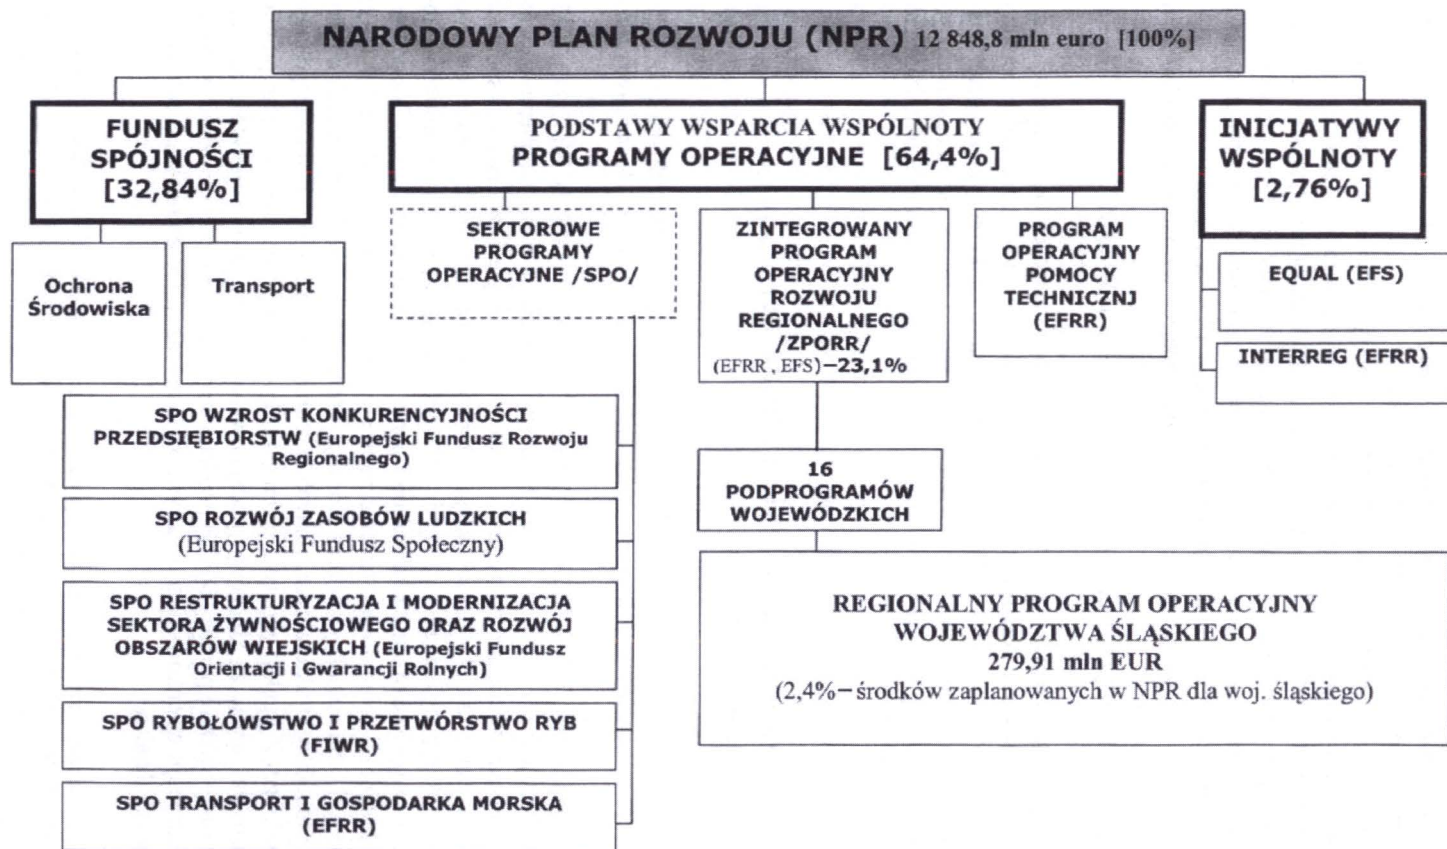 NARODOWY PLAN ROZWOJU (NPR) 12 848,8 mln euro [100%]
FUNDUSZ
SPÓJNOŚCI
[32,84%]
PODSTAWY WSPARCIA WSPÓLNOTY
PROGRAMY OPERACYJNE [64,4%]
INICJATYWY
WSPÓLNOTY
[2,76%]
Ochrona
Środowiska
Transport
SEKTOROWE
PROGRAMY
OPERACYJNE /SPO/
ZINTEGROWANY
PROGRAM
OPERACYJNY
ROZWOJU
REGIONALNEGO
/ZPORR/
(EFRR , EFS)–23,1%
PROGRAM
OPERACYJNY
POMOCY
TECHNICZNJ
(EFRR)
EQUAL (EFS)
INTERREG (EFRR)
SPO WZROST KONKURENCYJNOŚCI
PRZEDSIĘBIORSTW (Europejski Fundusz Rozwoju
Regionalnego)
SPO ROZWÓJ ZASOBÓW LUDZKICH
(Europejski Fundusz Społeczny)
SPO RESTRUKTURYZACJA I MODERNIZACJA
SEKTORA ŻYWNOŚCIOWEGO ORAZ ROZWÓJ
OBSZARÓW WIEJSKICH (Europejski Fundusz
Orientacji i Gwarancji Rolnych)
SPO RYBOŁÓWSTWO I PRZETWÓRSTWO RYB
(FIWR)
SPO TRANSPORT I GOSPODARKA MORSKA
(EFRR)
16
PODPROGRAMÓW
WOJEWÓDZKICH
REGIONALNY PROGRAM OPERACYJNY
WOJEWÓDZTWA ŚLĄSKIEGO
279,91 mln EUR
(2,4%–środków zaplanowanych w NPR dla woj. śląskiego)